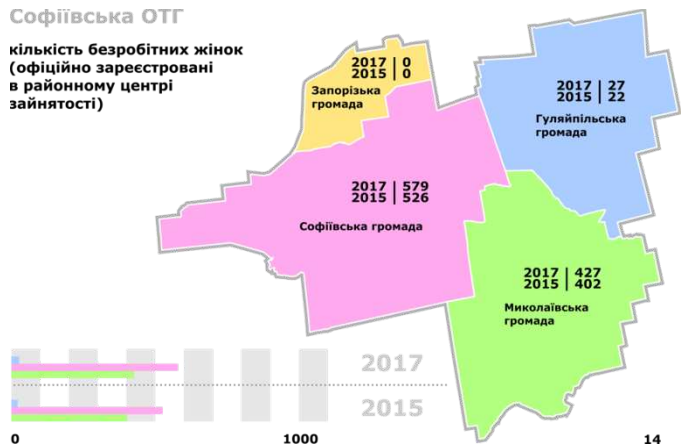 Софіївська ОТГ
кількість безробітних жінок
(офіційно зареєстровані
в районному центрі
зайнятості)
2017 | 0
2015 | 0
Запорізька
громада
2017 | 27
2015 | 22
Гуляйпільська
громада
2017 | 579
2015 | 526
Софіївська громада
2017 | 427
2015 | 402
Миколаївська
громада
2017
2015
0
1000
14